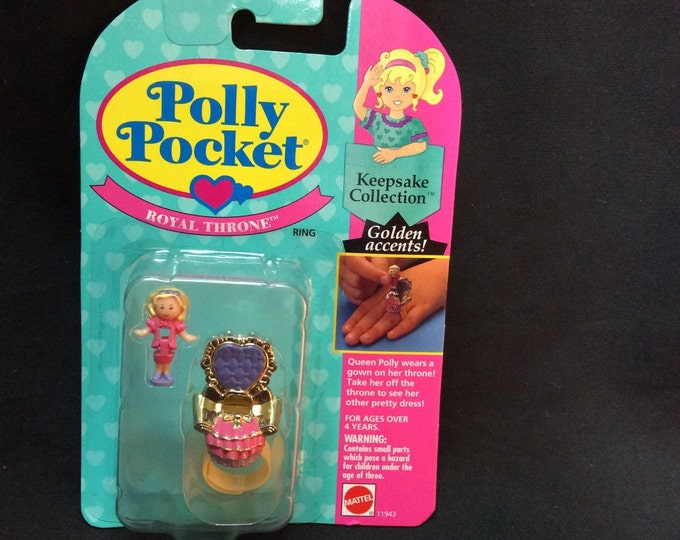 Polly
Pocket®
ROYAL THRONE™
RING
Keepsake
Collection™
Golden
accents!
Queen Polly wears a
gown on her throne!
Take her off the
throne to see her
other pretty dress!
FOR AGES OVER
4 YEARS.
WARNING:
Contains small parts
which pose a hazard
for children under the
age of three.
MATTEL
® 11943